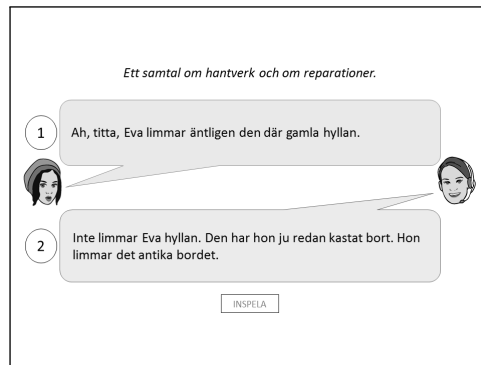 Ett samtal om hantverk och om reparationer.
1
Ah, titta, Eva limmar äntligen den där gamla hyllan.
2
Inte limmar Eva hyllan. Den har hon ju redan kastat bort. Hon
limmar det antika bordet.
INSPELA